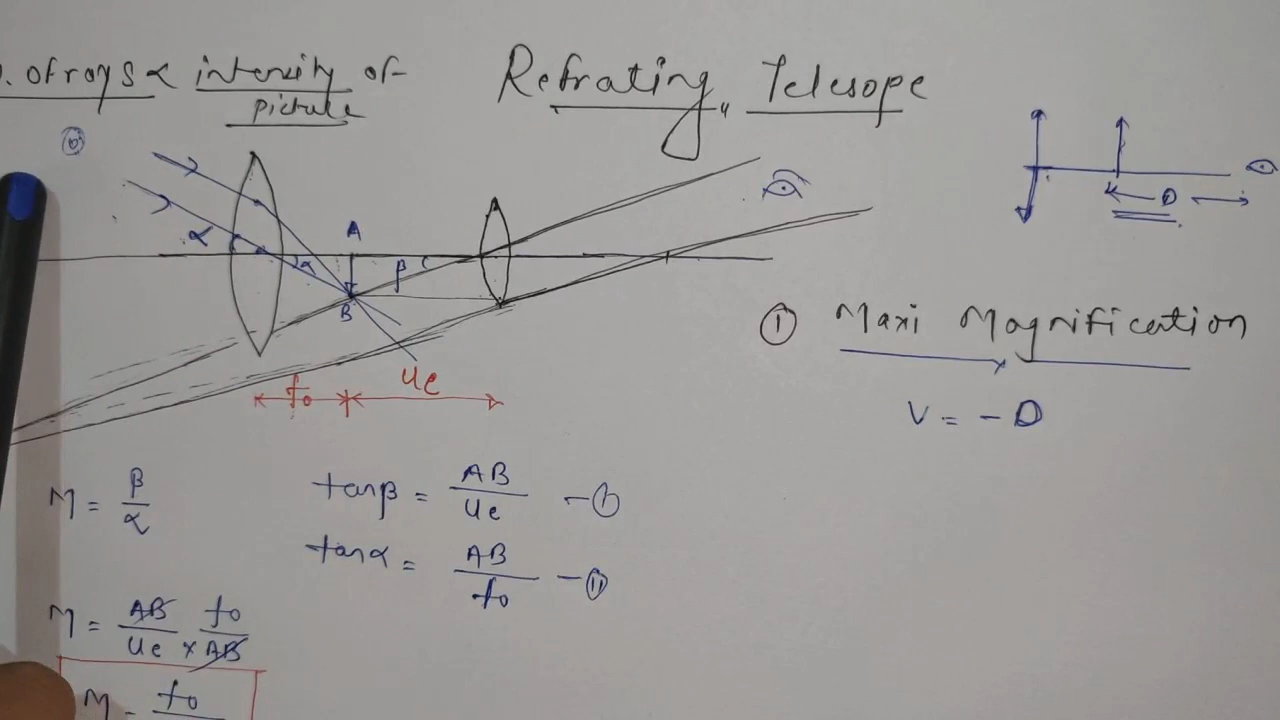 . of rays ∝ intensity of
picture
Refrating Telesope
α
α
A
β
B
D
fo
ue
① Maxi Magnification
V = - D
M = β/α
tanβ = AB/ue - ①
tanα = AB/fo - ⑪
M = AB/ue × fo/AB
M = fo